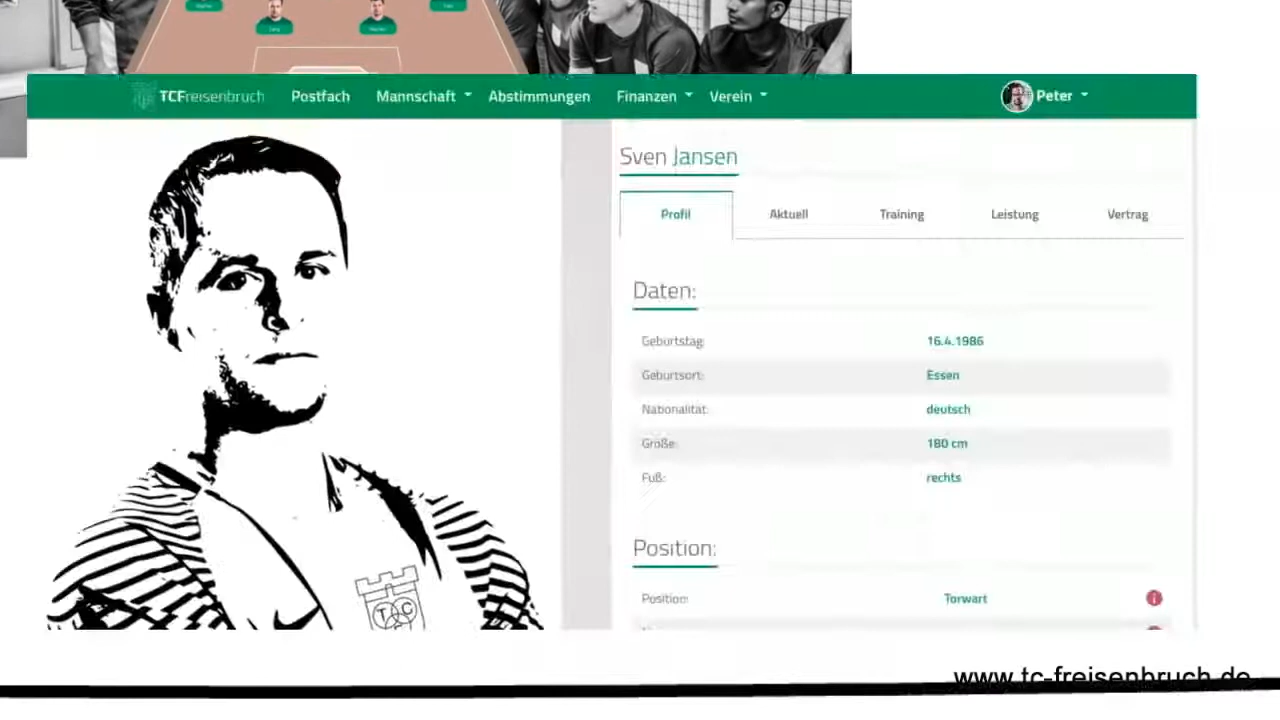 TCFreisenbruch Postfach Mannschaft Abstimmungen Finanzen Verein Peter
Sven Jansen
Profil Aktuell Training Leistung Vertrag
Daten:
Geburtstag: 16.4.1986
Geburtsort: Essen
Nationalität: deutsch
Größe: 180 cm
Fuß: rechts
Position:
Position: Torwart
T C
www.tc-freisenbruch.de